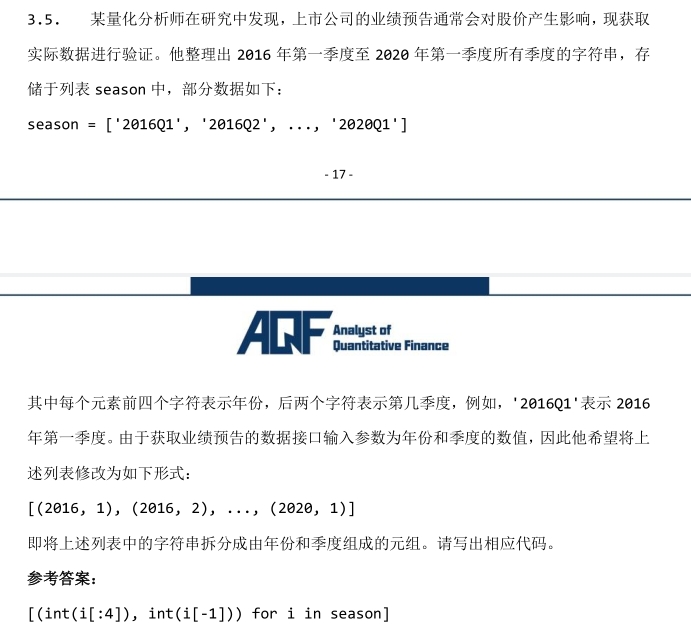 3.5. 某量化分析师在研究中发现，上市公司的业绩预告通常会对股价产生影响，现获取
实际数据进行验证。他整理出 2016 年第一季度至 2020 年第一季度所有季度的字符串，存
储于列表 season 中，部分数据如下：
season = ['2016Q1', '2016Q2', ..., '2020Q1']
- 17 -
AQF
Analyst of
Quantitative Finance
其中每个元素前四个字符表示年份，后两个字符表示第几季度，例如，'2016Q1'表示 2016
年第一季度。由于获取业绩预告的数据接口输入参数为年份和季度的数值，因此他希望将上
述列表修改为如下形式：
[(2016, 1), (2016, 2), ..., (2020, 1)]
即将上述列表中的字符串拆分成由年份和季度组成的元组。请写出相应代码。
参考答案：
[(int(i[:4]), int(i[-1])) for i in season]